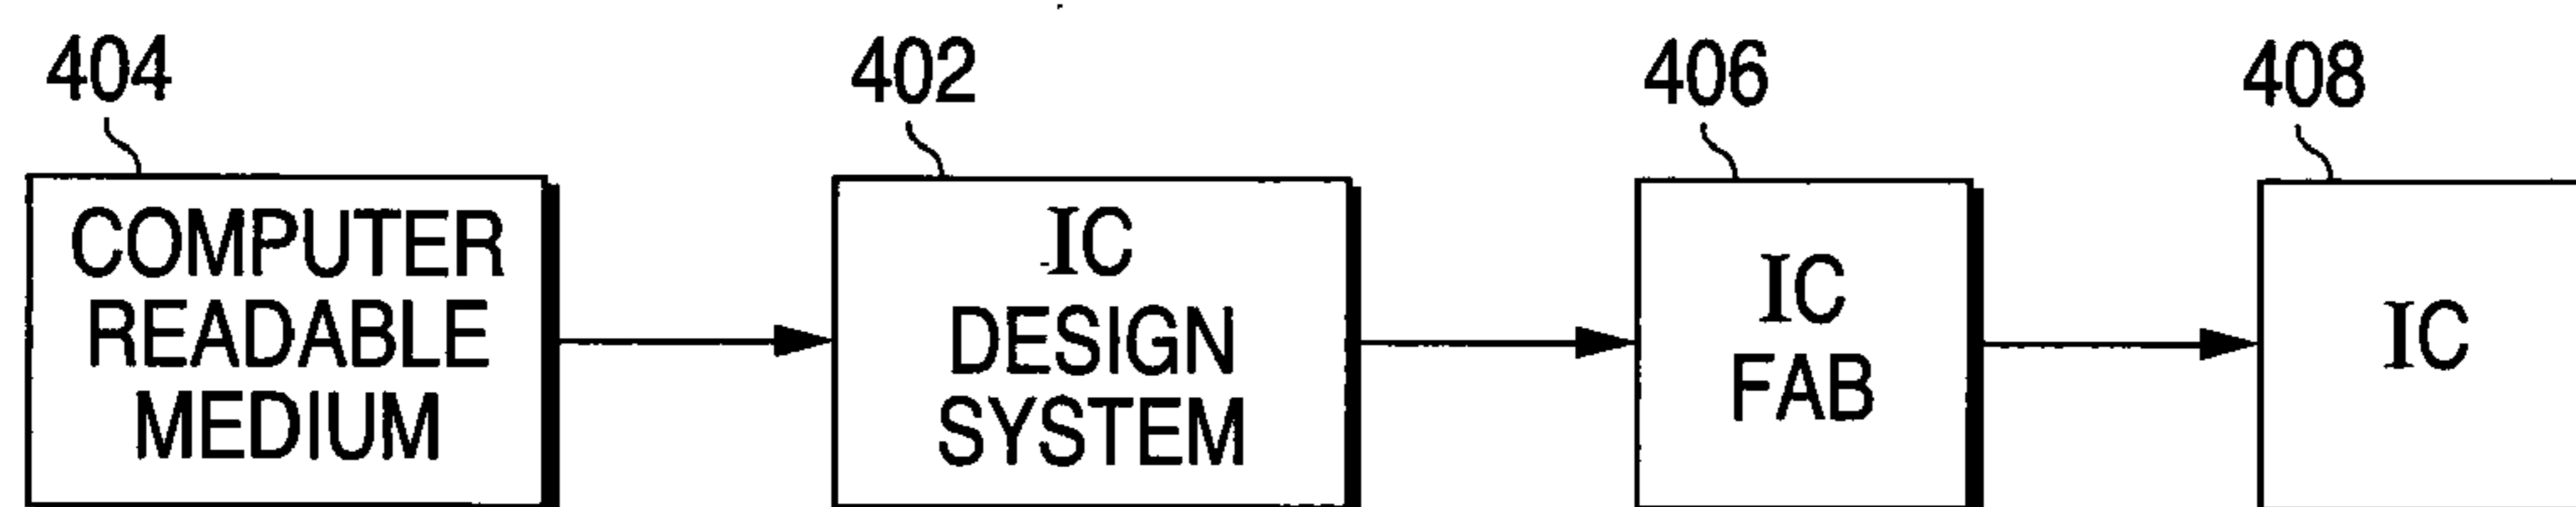 404
402
406
408
COMPUTER
READABLE
MEDIUM
IC
DESIGN
SYSTEM
IC
FAB
IC